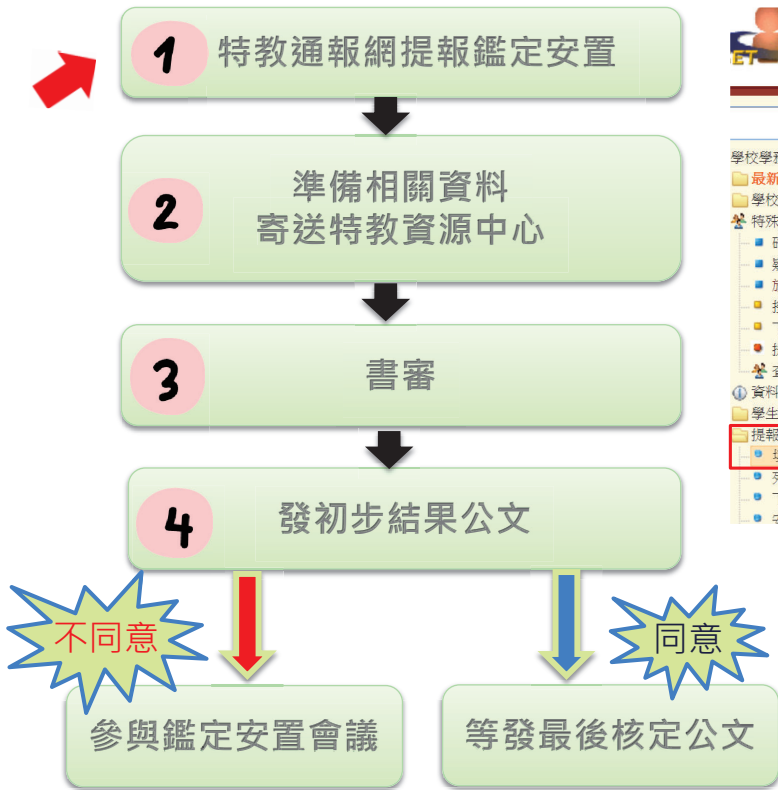 1 特教通報網提報鑑定安置
2 準備相關資料
寄送特教資源中心
3 書審
4 發初步結果公文
不同意
同意
參與鑑定安置會議
等發最後核定公文
ET
學校學
最新
學校
特殊
資料
學生
提報